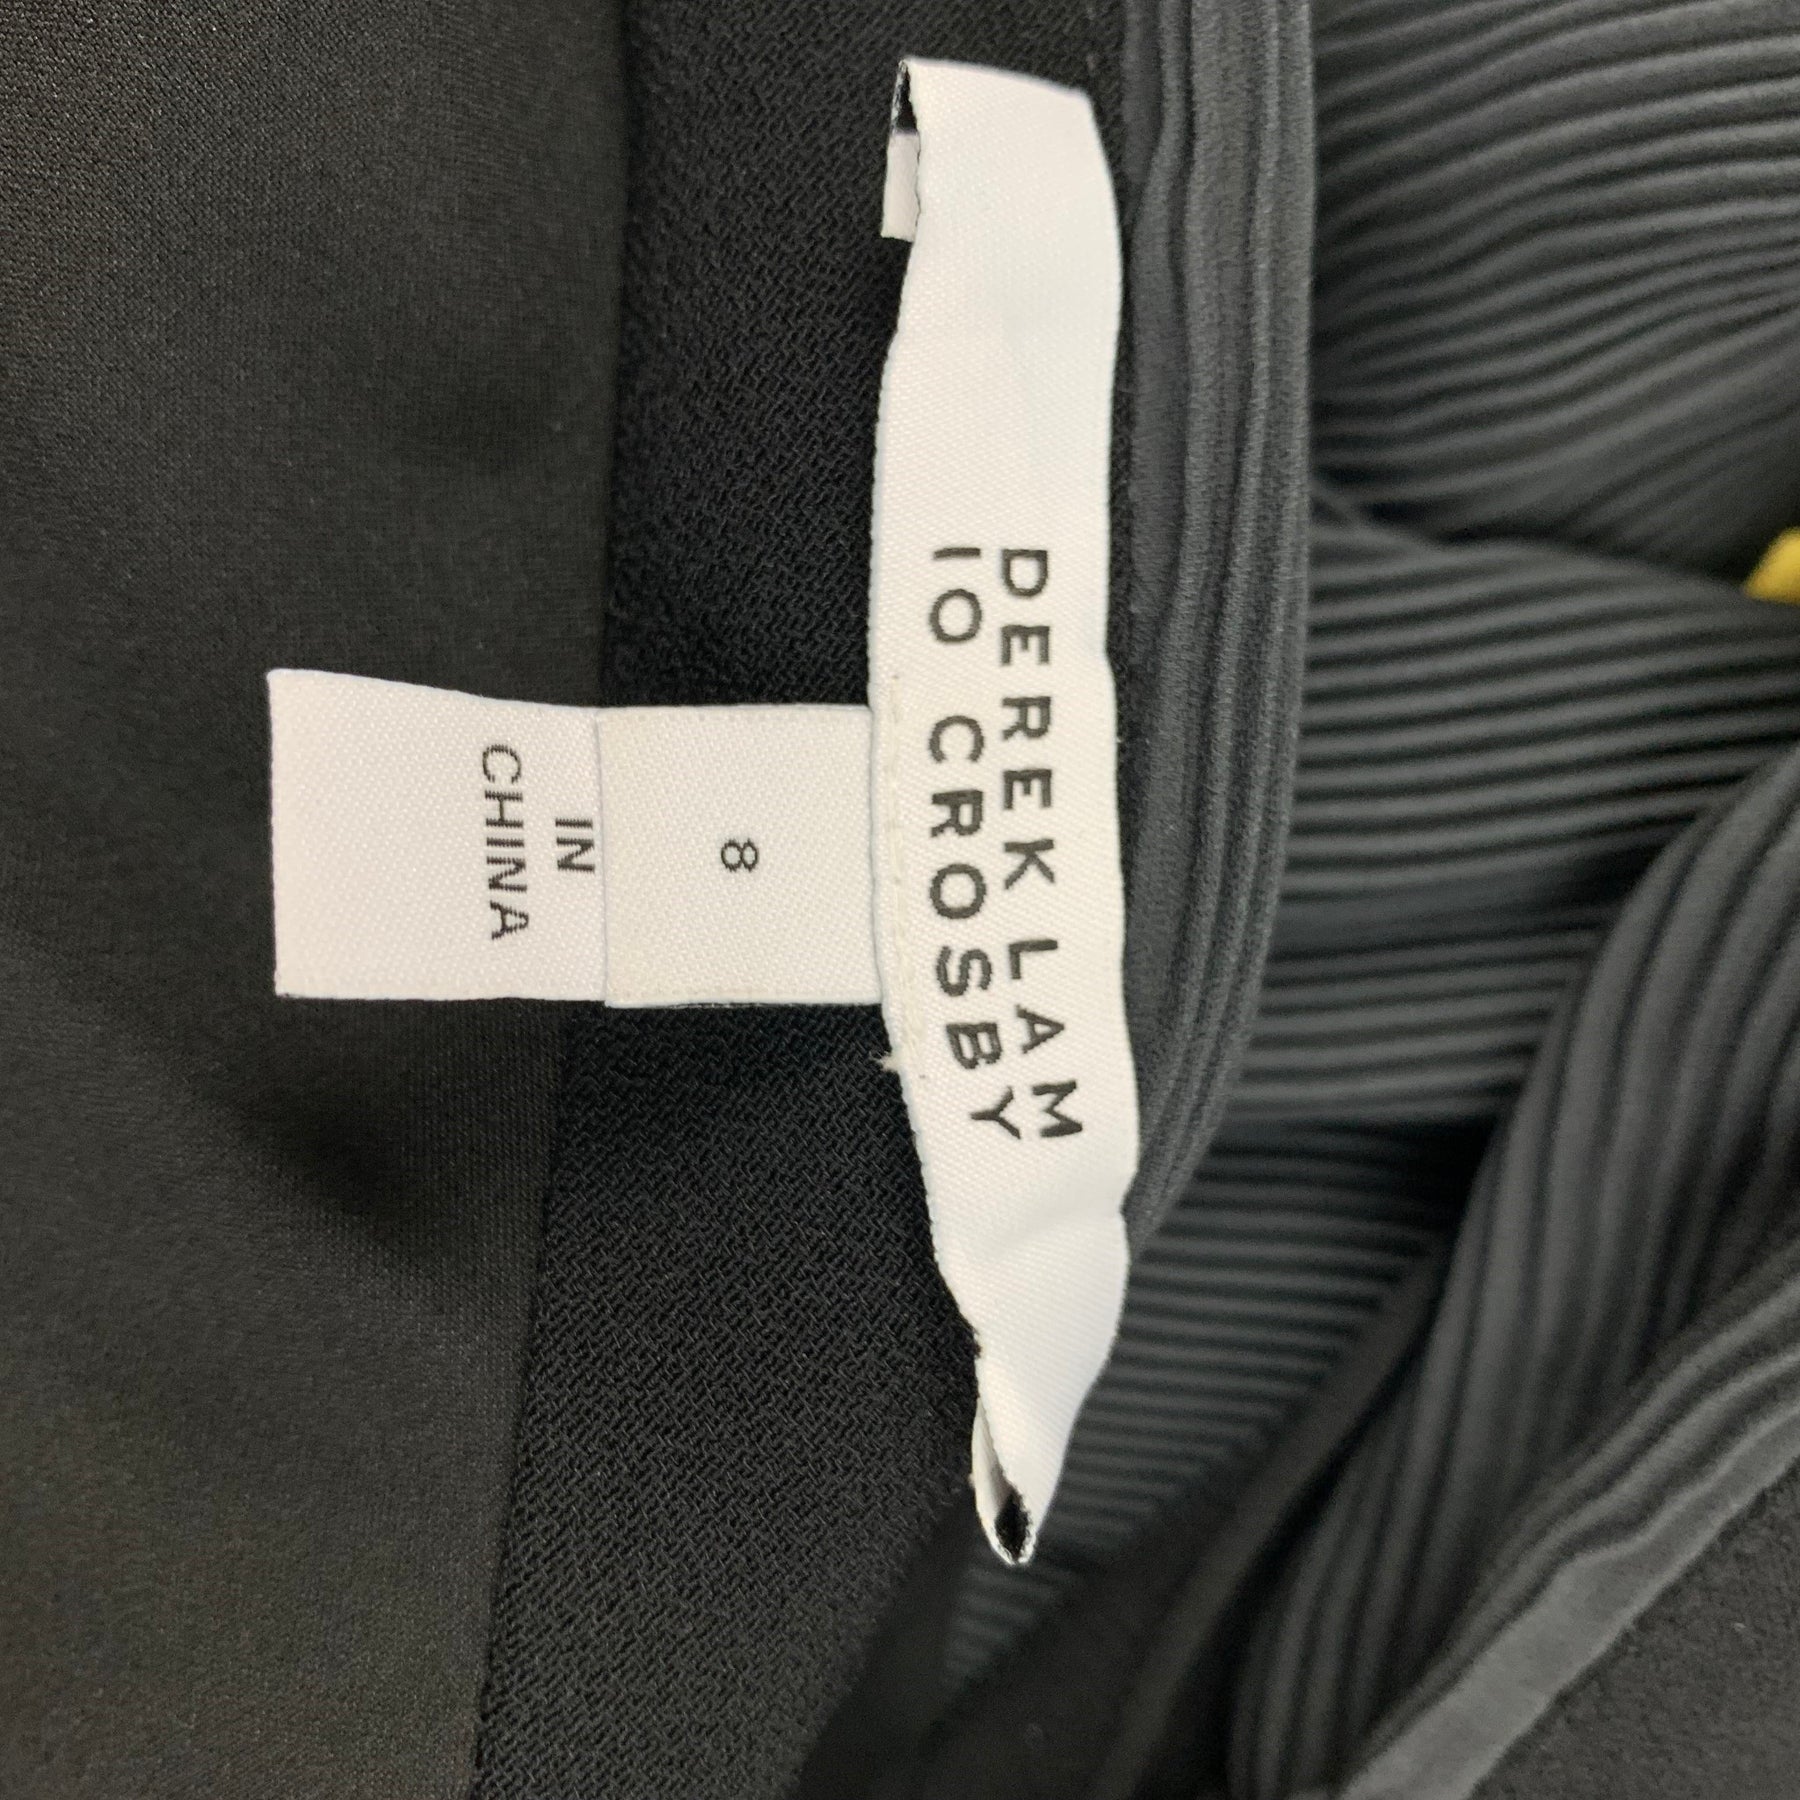 DEREK LAM
10 CROSBY
8
IN
CHINA